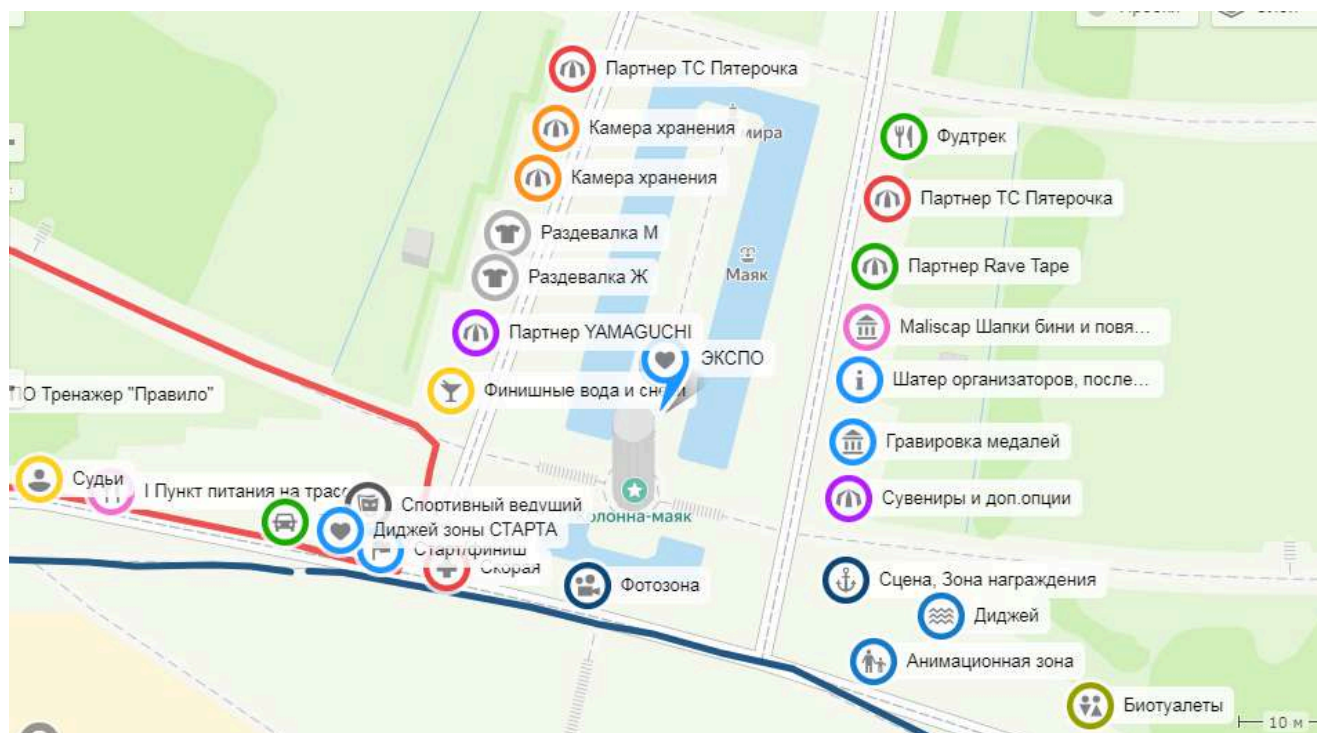 Партнер ТС Пятерочка
Камера хранения
мира
Фудтрек
Камера хранения
Партнер ТС Пятерочка
Раздевалка М
Маяк
Партнер Rave Tape
Раздевалка Ж
Партнер YAMAGUCHI
Maliscap Шапки бини и повя...
ЭКСПО
Шатер организаторов, после...
Тренажер "Правило"
Финишные вода и
Гравировка медалей
Судьи
I Пункт питания на
Сувениры и доп.опции
Спортивный ведущий
олонна-маяк
Диджей зоны СТАРТА
Старт/финиш
Скорая
Фотозона
Сцена, Зона награждения
Диджей
Анимационная зона
Биотуалеты
10 м